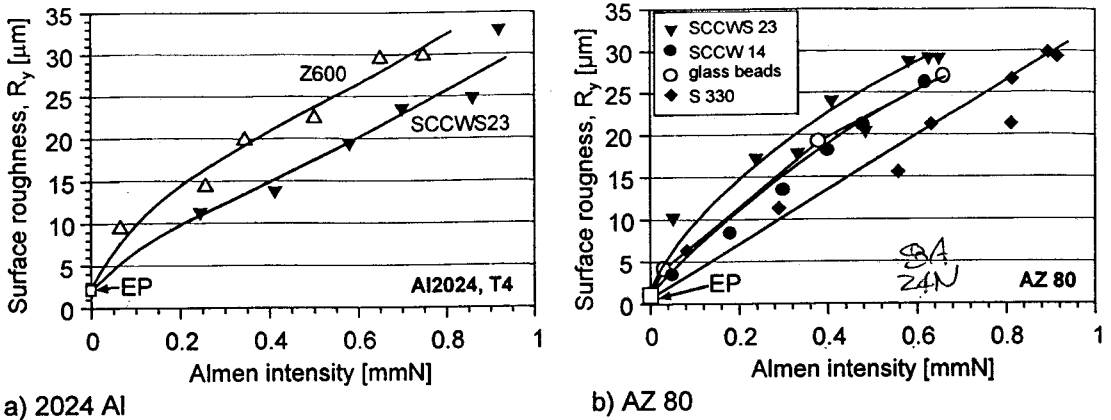 Surface roughness, Ry [µm]
35
30
25
20
15
10
5
0
Z600
SCCWS23
EP
Al2024, T4
0 0.2 0.4 0.6 0.8 1
Almen intensity [mmN]
a) 2024 Al
Surface rougness, Ry [µm]
35
30
25
20
15
10
5
0
SCCWS 23
SCCW 14
glass beads
S 330
EP
24N
AZ 80
0 0.2 0.4 0.6 0.8 1
Almen intensity [mmN]
b) AZ 80